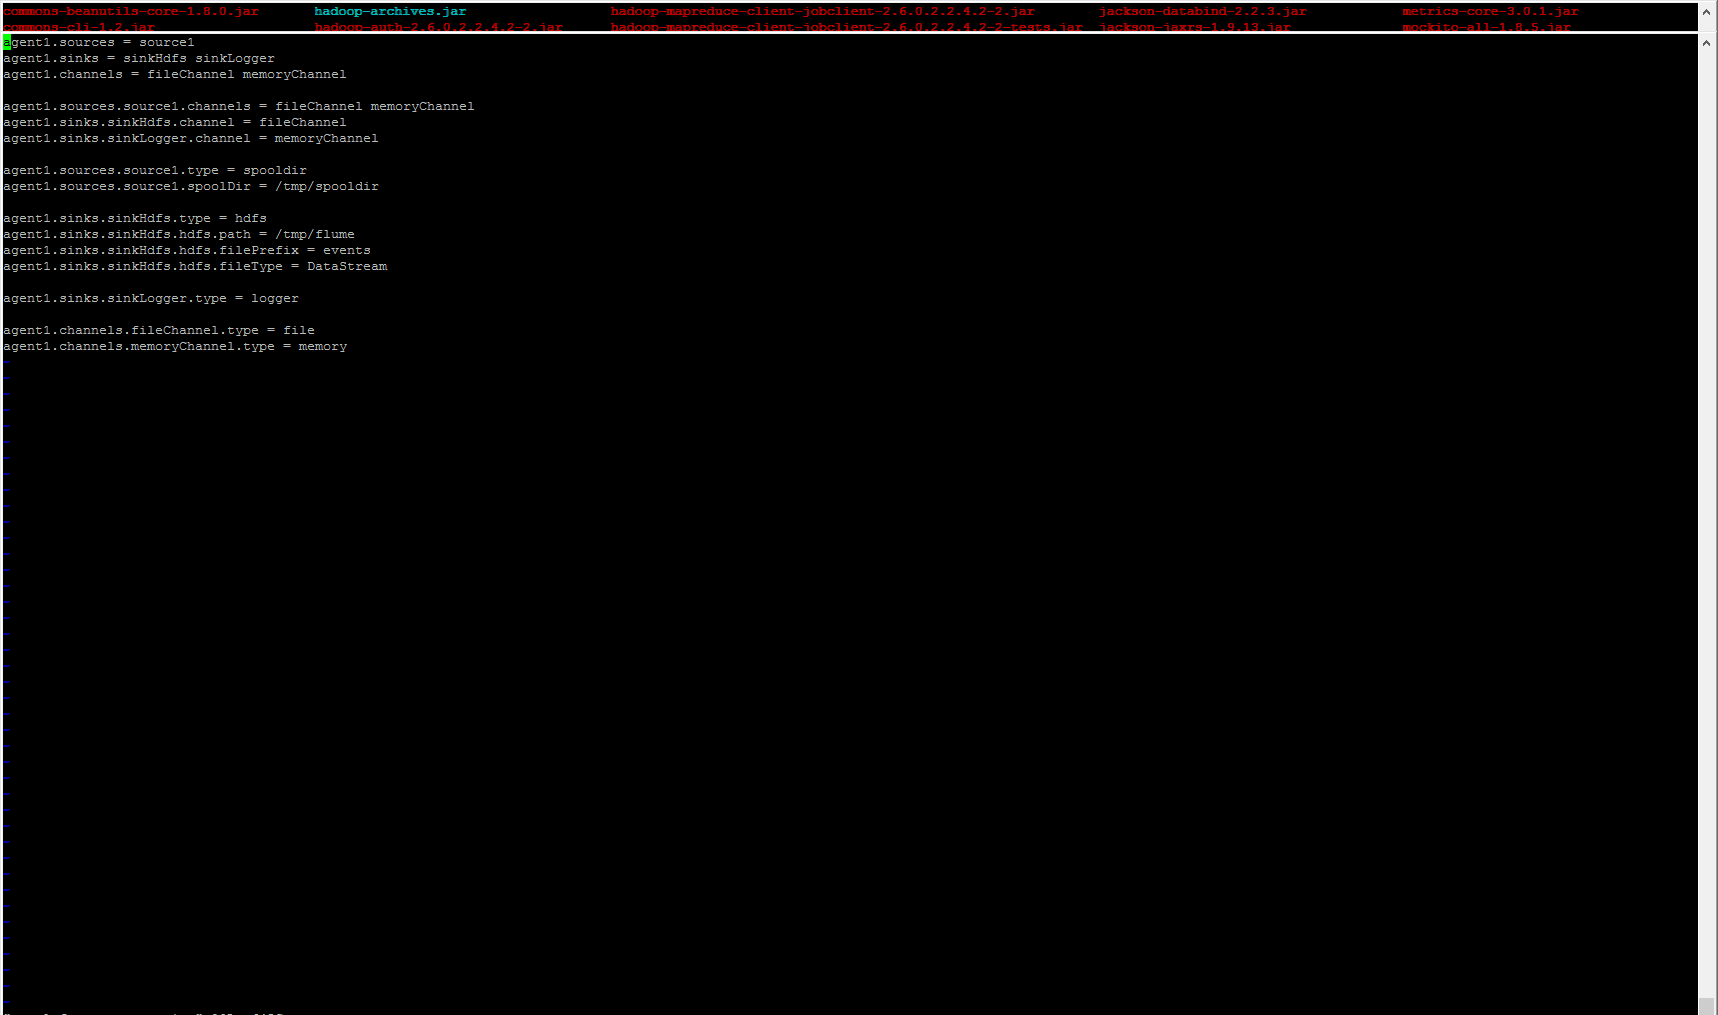 commons-beanutils-core-1.8.0.jar hadoop-archives.jar hadoop-mapreduce-client-jobclient-2.6.0.2.2.4.2-2.jar jackson-databind-2.2.3.jar metrics-core-3.0.1.jar
commons-cli-1.2.jar hadoop-auth-2.6.0.2.2.4.2-2.jar hadoop-mapreduce-client-jobclient-2.6.0.2.2.4.2-2-tests.jar jackson-jaxrs-1.9.13.jar mockito-all-1.8.5.jar
agent1.sources = source1
agent1.sinks = sinkHdfs sinkLogger
agent1.channels = fileChannel memoryChannel
agent1.sources.source1.channels = fileChannel memoryChannel
agent1.sinks.sinkHdfs.channel = fileChannel
agent1.sinks.sinkLogger.channel = memoryChannel
agent1.sources.source1.type = spooldir
agent1.sources.source1.spoolDir = /tmp/spooldir
agent1.sinks.sinkHdfs.type = hdfs
agent1.sinks.sinkHdfs.hdfs.path = /tmp/flume
agent1.sinks.sinkHdfs.hdfs.filePrefix = events
agent1.sinks.sinkHdfs.hdfs.fileType = DataStream
agent1.sinks.sinkLogger.type = logger
agent1.channels.fileChannel.type = file
agent1.channels.memoryChannel.type = memory